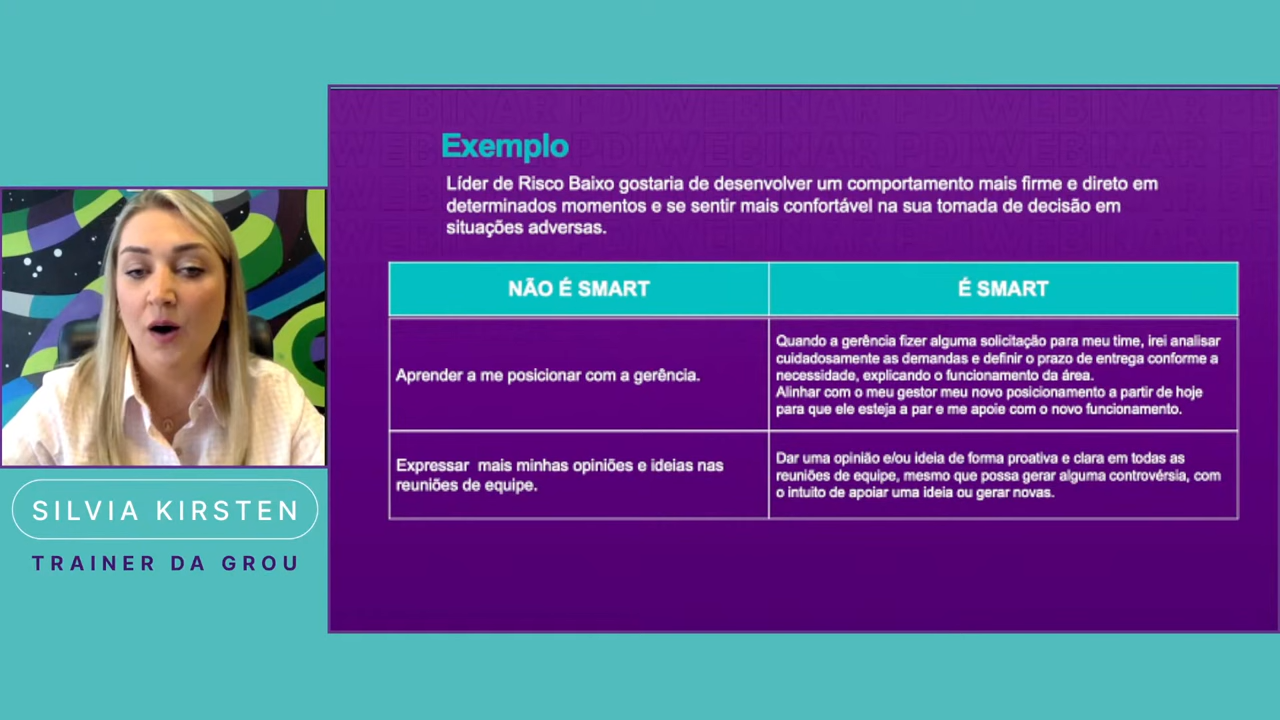 Exemplo
Líder de Risco Baixo gostaria de desenvolver um comportamento mais firme e direto em
determinados momentos e se sentir mais confortável na sua tomada de decisão em
situações adversas.
NÃO É SMART
É SMART
Aprender a me posicionar com a gerência.
Quando a gerência fizer alguma solicitação para meu time, irei analisar
cuidadosamente as demandas e definir o prazo de entrega conforme a
necessidade, explicando o funcionamento da área.
Alinhar com o meu gestor meu novo posicionamento a partir de hoje
para que ele esteja a par e me apoie com o novo funcionamento.
Expressar  mais minhas opiniões e ideias nas
reuniões de equipe.
Dar uma opinião e/ou ideia de forma proativa e clara em todas as
reuniões de equipe, mesmo que possa gerar alguma controvérsia, com
o intuito de apoiar uma ideia ou gerar novas.
SILVIA KIRSTEN
TRAINER DA GROU